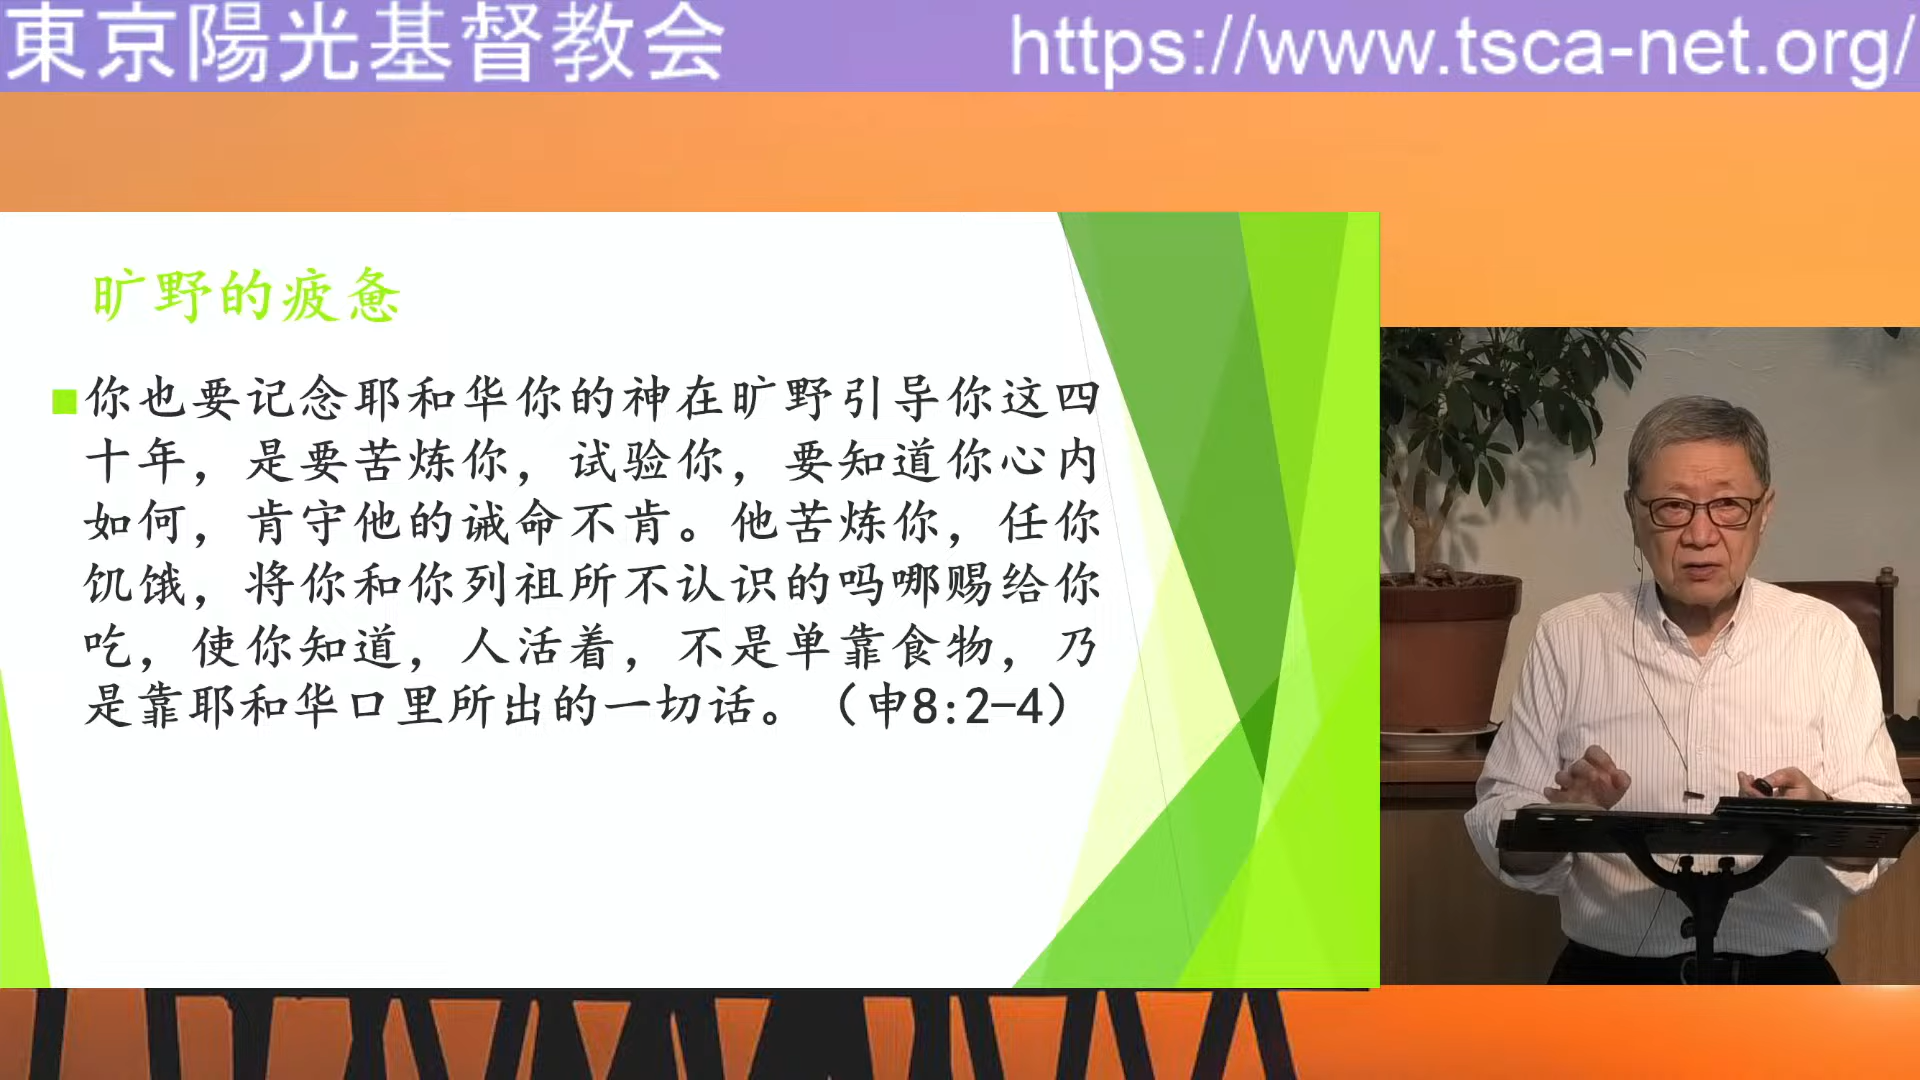 東京陽光基督教会
https://www.tsca-net.org/
旷野的疲惫
你也要记念耶和华你的神在旷野引导你这四
十年，是要苦炼你，试验你，要知道你心内
如何，肯守他的诫命不肯。他苦炼你，任你
饥饿，将你和你列祖所不认识的吗哪赐给你
吃，使你知道，人活着，不是单靠食物，乃
是靠耶和华口里所出的一切话。（申8:2-4）